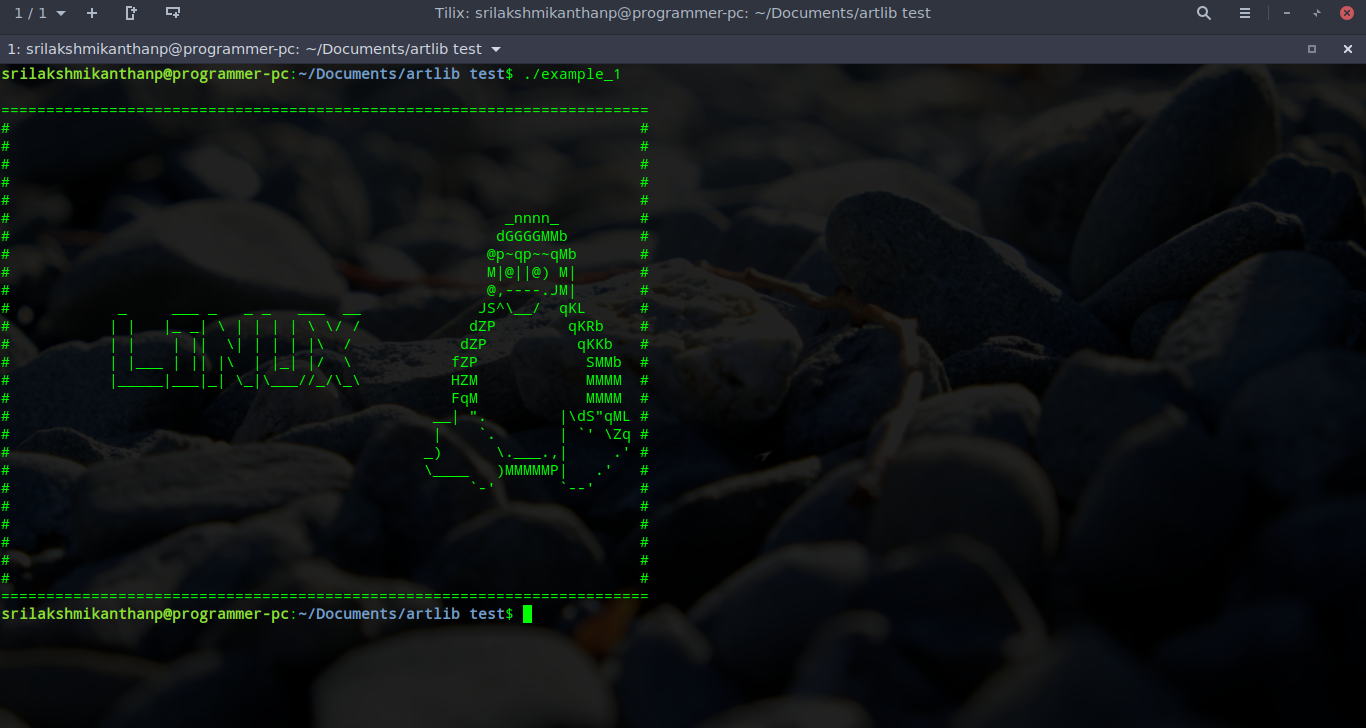 1 / 1
Tilix: srilakshmikanthanp@programmer-pc: ~/Documents/artlib test
1: srilakshmikanthanp@programmer-pc: ~/Documents/artlib test
srilakshmikanthanp@programmer-pc:~/Documents/artlib test$ ./example_1

========================================================================
#                                                                      #
#                                                                      #
#                                                                      #
#                                                                      #
#                                                                      #
#                                                       _nnnn_         #
#                                                      dGGGGMMb        #
#                                                     @p~qp~~qMb       #
#                                                     M|@||@) M|       #
#                                                     @,----.JM|       #
#            _     ___ _   _ _   ___  __             JS^\__/  qKL      #
#           | |   |_ _| \ | | | | \ \/ /            dZP        qKRb    #
#           | |    | ||  \| | | | |\  /            dZP          qKKb   #
#           | |___ | || |\  | |_| |/  \           fZP            SMMb  #
#           |_____|___|_| \_|\___//_/\_\          HZM            MMMM  #
#                                                 FqM            MMMM  #
#                                               __| ".        |\dS"qML #
#                                               |    `.       | `' \Zq #
#                                              _)      \.___.,|     .' #
#                                              \____   )MMMMMP|   .'   #
#                                                   `-'       `--'     #
#                                                                      #
#                                                                      #
#                                                                      #
#                                                                      #
#                                                                      #
========================================================================
srilakshmikanthanp@programmer-pc:~/Documents/artlib test$